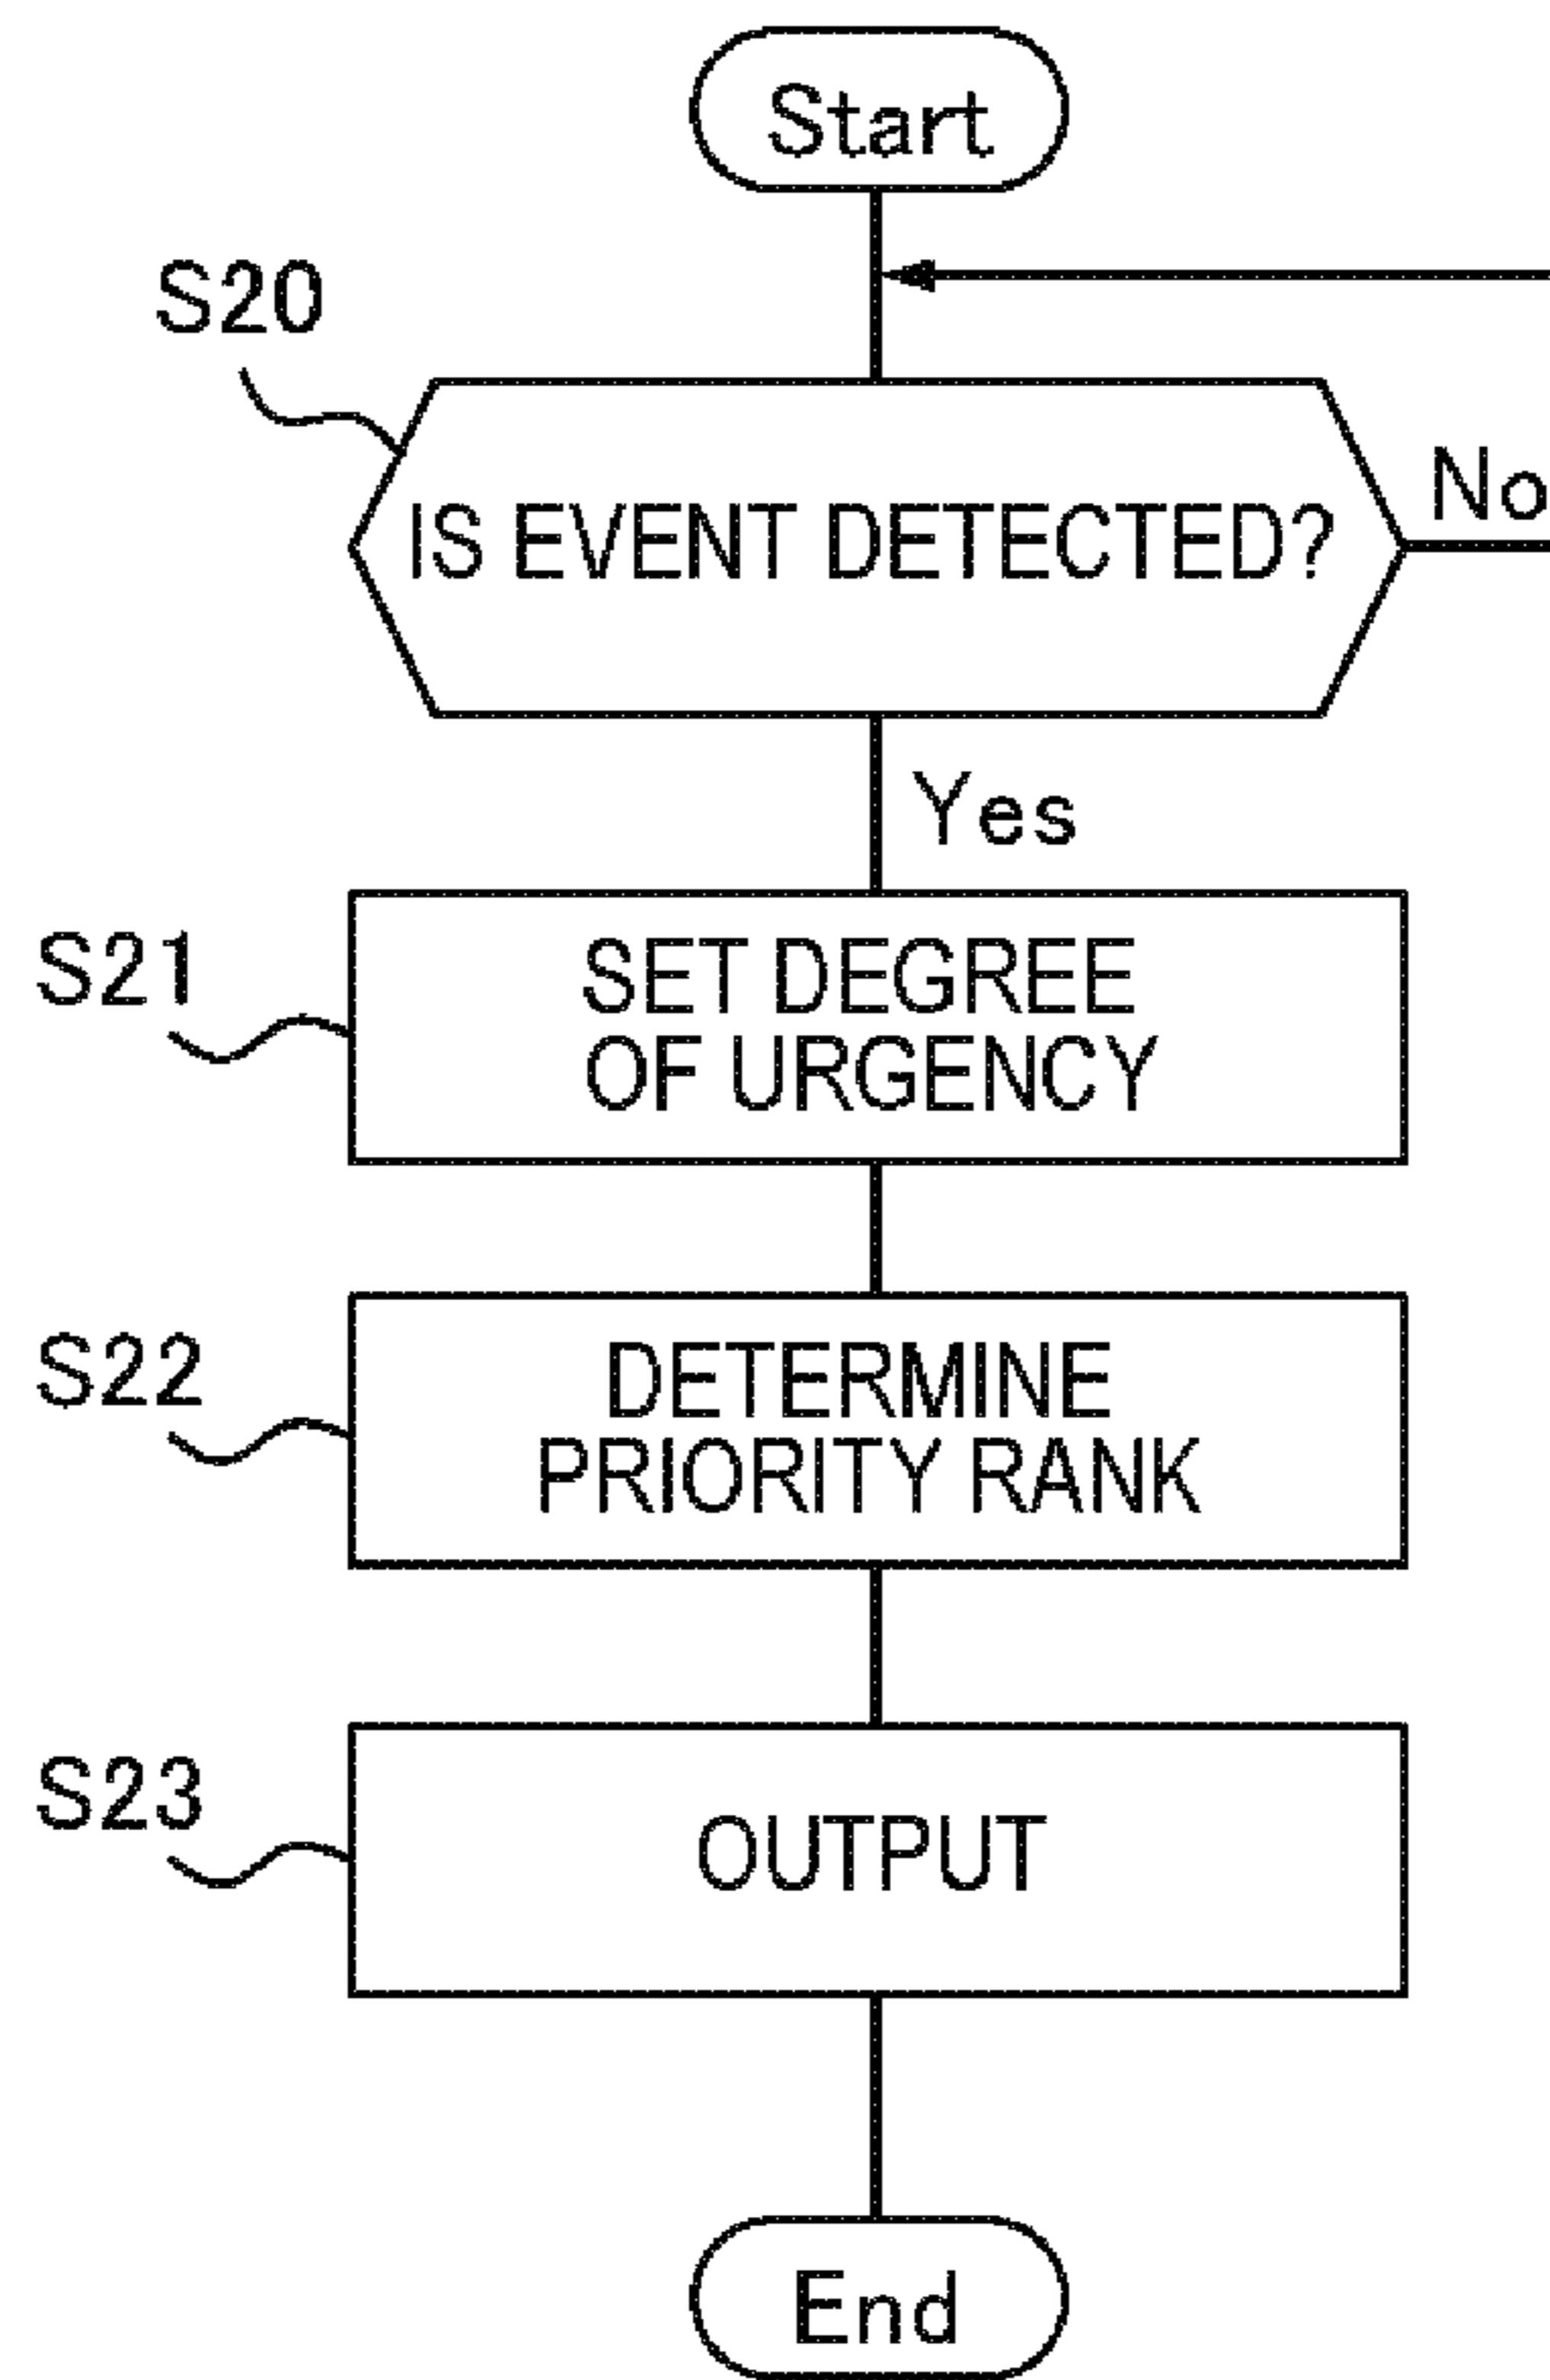 Start
S20
IS EVENT DETECTED?
No
Yes
S21
SET DEGREE
OF URGENCY
S22
DETERMINE
PRIORITY RANK
S23
OUTPUT
End